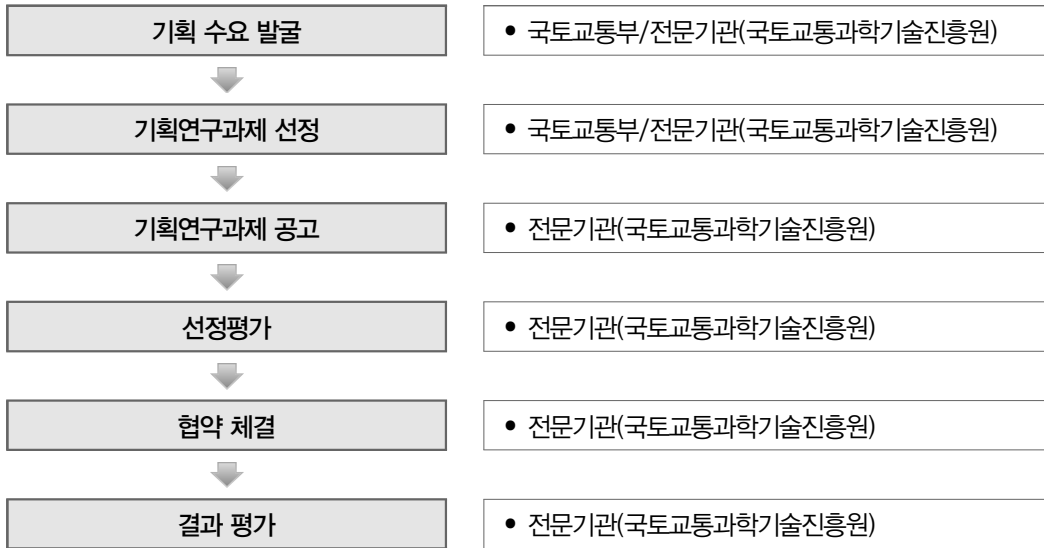 기획 수요 발굴
• 국토교통부/전문기관(국토교통과학기술진흥원)
기획연구과제 선정
• 국토교통부/전문기관(국토교통과학기술진흥원)
기획연구과제 공고
• 전문기관(국토교통과학기술진흥원)
선정평가
• 전문기관(국토교통과학기술진흥원)
협약 체결
• 전문기관(국토교통과학기술진흥원)
결과 평가
• 전문기관(국토교통과학기술진흥원)